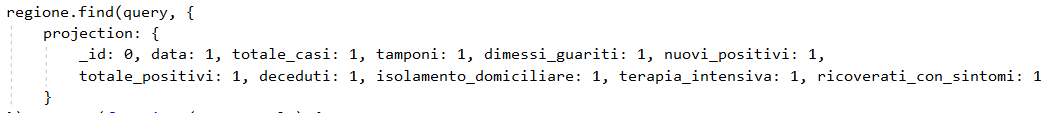 regione.find(query, {
projection: {
_id: 0, data: 1, totale_casi: 1, tamponi: 1, dimessi_guariti: 1, nuovi_positivi: 1,
totale_positivi: 1, deceduti: 1, isolamento_domiciliare: 1, terapia_intensiva: 1, ricoverati_con_sintomi: 1
}